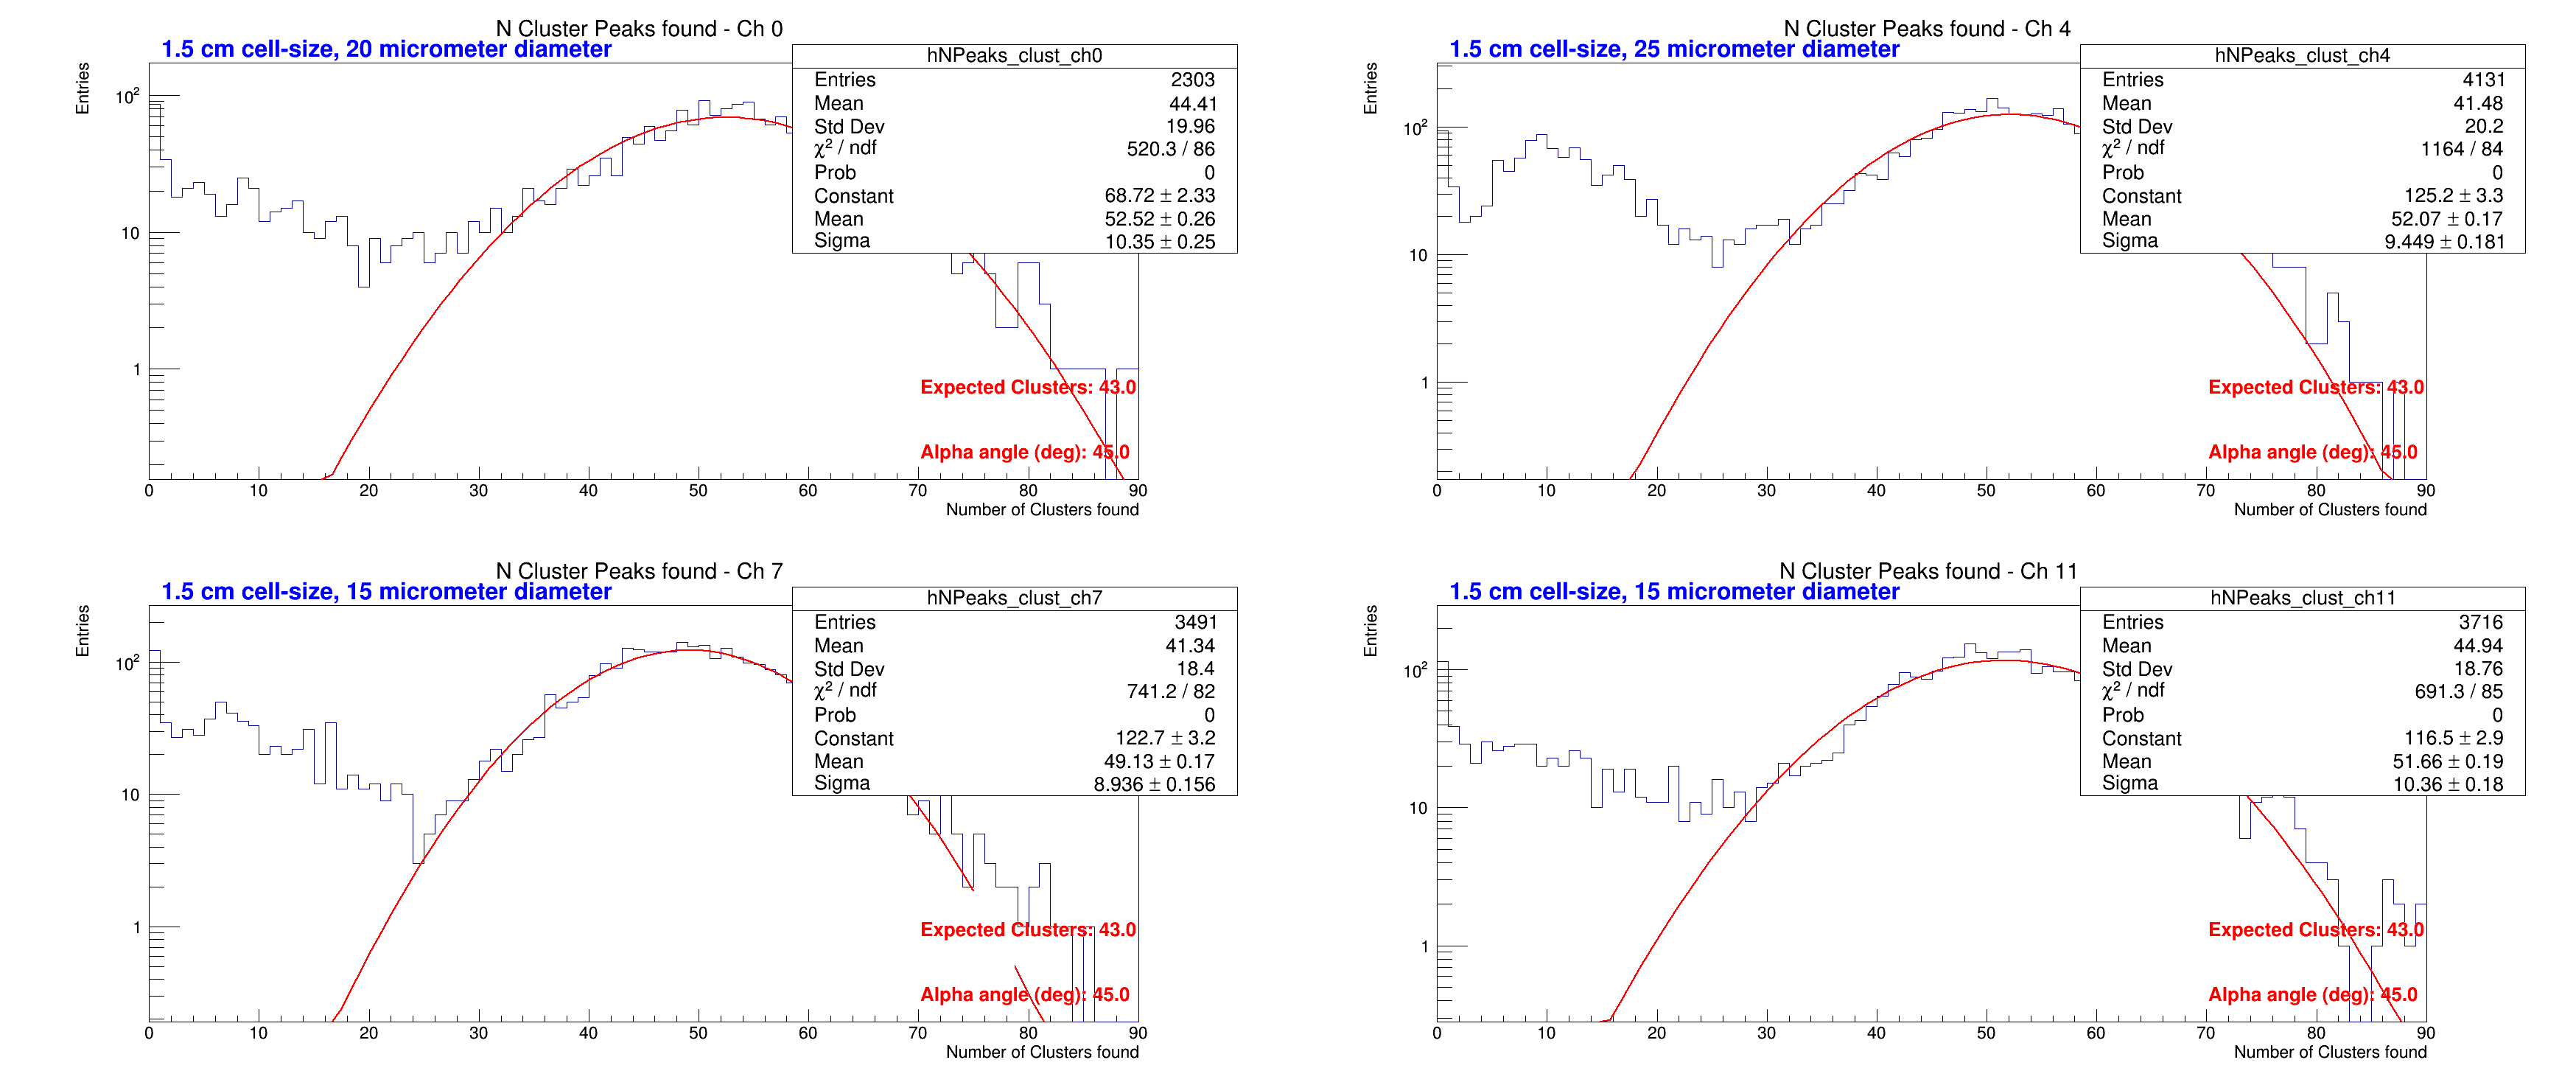 N Cluster Peaks found - Ch 0
1.5 cm cell-size, 20 micrometer diameter
Entries
hNPeaks_clust_ch0
Entries 2303
Mean 44.41
Std Dev 19.96
χ² / ndf 520.3 / 86
Prob 0
Constant 68.72 ± 2.33
Mean 52.52 ± 0.26
Sigma 10.35 ± 0.25
10²
10
1
Expected Clusters: 43.0
Alpha angle (deg): 45.0
0 10 20 30 40 50 60 70 80 90
Number of Clusters found
N Cluster Peaks found - Ch 4
1.5 cm cell-size, 25 micrometer diameter
Entries
hNPeaks_clust_ch4
Entries 4131
Mean 41.48
Std Dev 20.2
χ² / ndf 1164 / 84
Prob 0
Constant 125.2 ± 3.3
Mean 52.07 ± 0.17
Sigma 9.449 ± 0.181
10²
10
1
Expected Clusters: 43.0
Alpha angle (deg): 45.0
0 10 20 30 40 50 60 70 80 90
Number of Clusters found
N Cluster Peaks found - Ch 7
1.5 cm cell-size, 15 micrometer diameter
Entries
hNPeaks_clust_ch7
Entries 3491
Mean 41.34
Std Dev 18.4
χ² / ndf 741.2 / 82
Prob 0
Constant 122.7 ± 3.2
Mean 49.13 ± 0.17
Sigma 8.936 ± 0.156
10²
10
1
Expected Clusters: 43.0
Alpha angle (deg): 45.0
0 10 20 30 40 50 60 70 80 90
Number of Clusters found
N Cluster Peaks found - Ch 11
1.5 cm cell-size, 15 micrometer diameter
Entries
hNPeaks_clust_ch11
Entries 3716
Mean 44.94
Std Dev 18.76
χ² / ndf 691.3 / 85
Prob 0
Constant 116.5 ± 2.9
Mean 51.66 ± 0.19
Sigma 10.36 ± 0.18
10²
10
1
Expected Clusters: 43.0
Alpha angle (deg): 45.0
0 10 20 30 40 50 60 70 80 90
Number of Clusters found